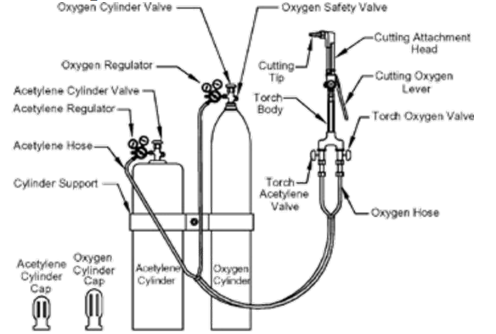 Oxygen Cylinder Valve
Oxygen Safety Valve
Cutting Attachment
Head
Oxygen Regulator
Cutting
Tip
Cutting Oxygen
Lever
Acetylene Cylinder Valve
Acetylene Regulator
Torch
Body
Torch Oxygen Valve
Acetylene Hose
Cylinder Support
Torch
Acetylene
Valve
Oxygen Hose
Acetylene
Cylinder
Cap
Oxygen
Cylinder
Cap
Acetylene
Cylinder
Oxygen
Cylinder